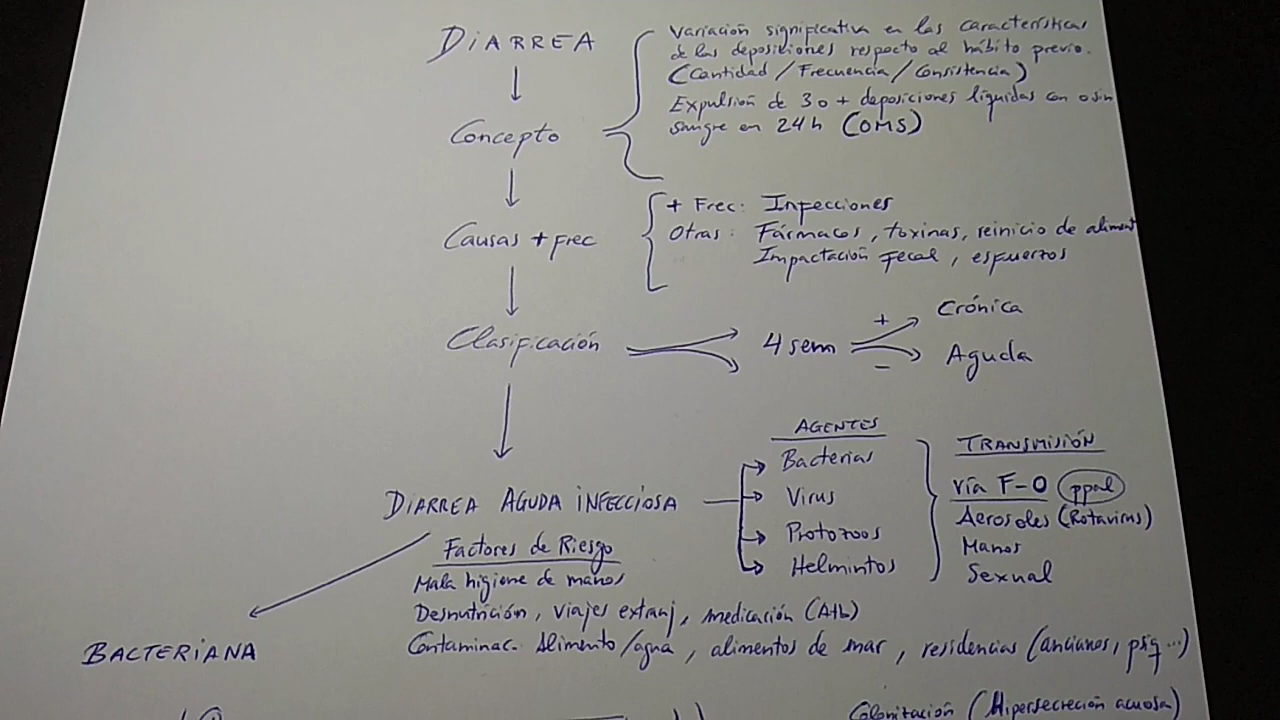 DIARREA
Variación significativa en las características
de las deposiciones respecto al hábito previo.
(Cantidad / Frecuencia / Consistencia)
Expulsión de 3 o + deposiciones líquidas con o sin
sangre en 24 h (OMS)
Concepto
Causas + frec
+ Frec: Infecciones
Otras: Fármacos, toxinas, reinicio de aliment
Impactación fecal, esfuerzos
Clasificación
4 sem
+ Crónica
- Aguda
DIARREA AGUDA INFECCIOSA
AGENTES
Bacterias
Virus
Protozoos
Helmintos
TRANSMISIÓN
Vía F-O (ppal)
Aerosoles (Rotavirus)
Manos
Sexual
Factores de Riesgo
Mala higiene de manos
Desnutrición, viajes extranj, medicación (Atb)
Contaminac. Alimento/agua, alimentos de mar, residencias (ancianos, psiq...)
BACTERIANA
Colonización (Hipersecreción acuosa)